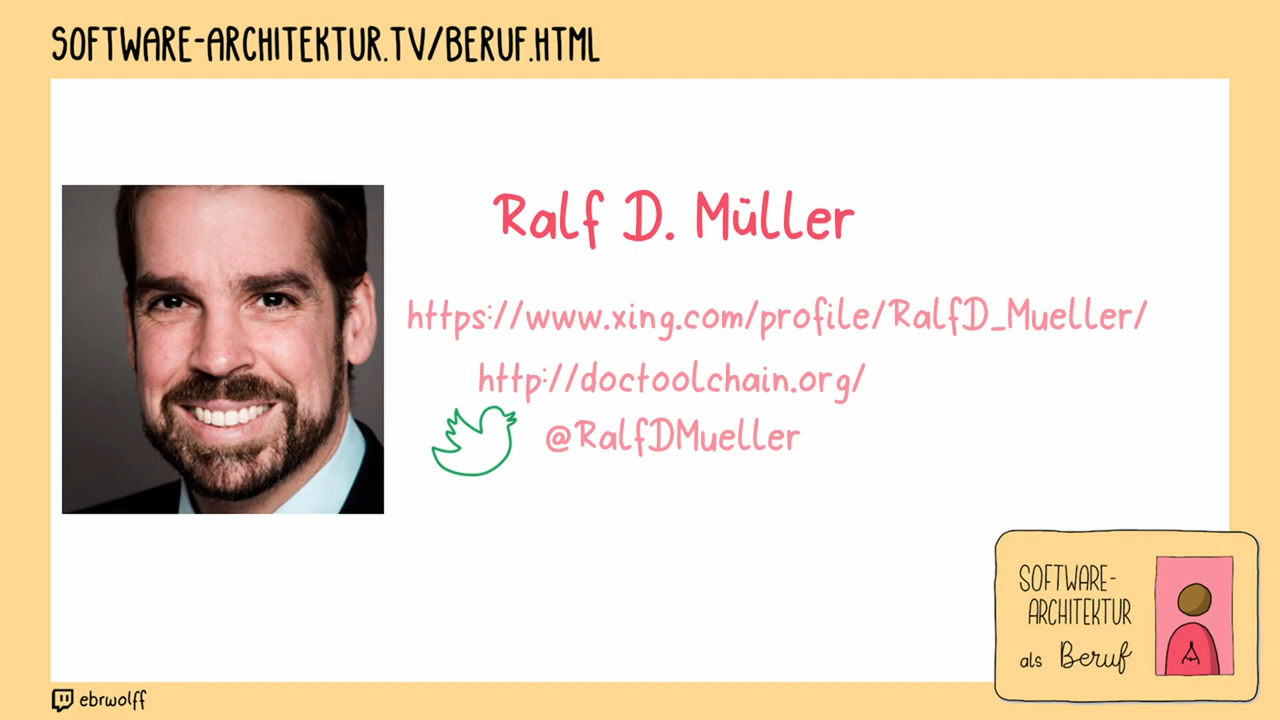 SOFTWARE-ARCHITEKTUR.TV/BERUF.HTML
Ralf D. Müller
https://www.xing.com/profile/RalfD_Mueller/
http://doctoolchain.org/
@RalfDMueller
SOFTWARE-
ARCHITEKTUR
als Beruf
ebrwolff